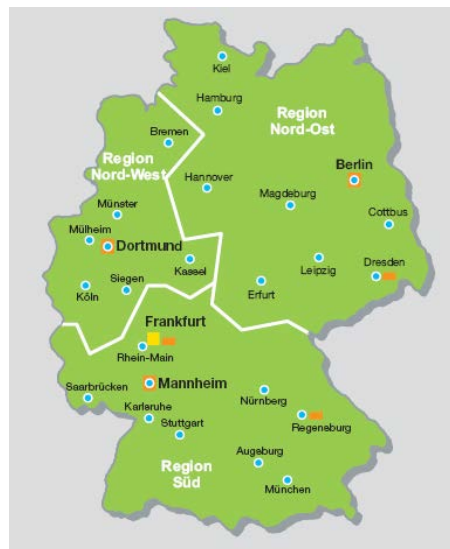 Kiel
Hamburg
Region
Nord-Ost
Bremen
Region
Nord-West
Berlin
Hannover
Magdeburg
Münster
Cottbus
Mülheim
Dortmund
Kassel
Leipzig
Dresden
Siegen
Köln
Erfurt
Frankfurt
Rhein-Main
Mannheim
Saarbrücken
Nürnberg
Karlsruhe
Regensburg
Stuttgart
Augsburg
Region
Süd
München